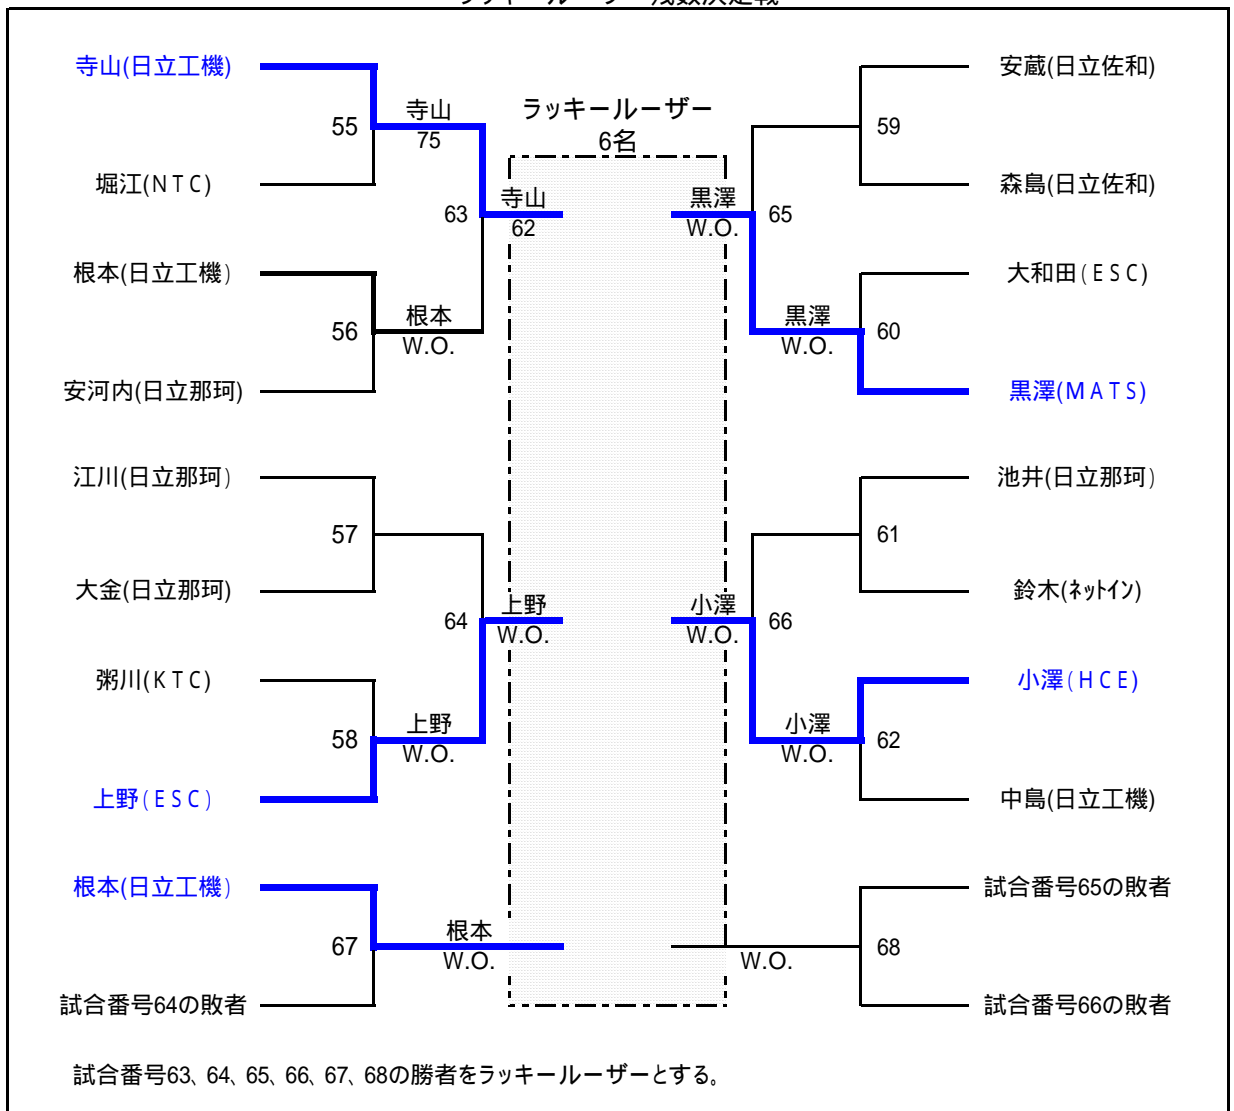 寺山(日立工機)
55
寺山
75
堀江(NTC)
63
寺山
62
根本(日立工機)
56
根本
W.O.
安河内(日立那珂)
江川(日立那珂)
57
大金(日立那珂)
64
上野
W.O.
粥川(KTC)
58
上野
W.O.
上野(ESC)
根本(日立工機)
67
根本
W.O.
試合番号64の敗者
ラッキールーザー
6名
安蔵(日立佐和)
59
森島(日立佐和)
黒澤
W.O.
65
大和田(ESC)
黒澤
W.O.
60
黒澤(MATS)
池井(日立那珂)
61
鈴木(ネットイン)
小澤
W.O.
66
小澤(HCE)
小澤
W.O.
62
中島(日立工機)
試合番号65の敗者
W.O.
68
試合番号66の敗者
試合番号63、64、65、66、67、68の勝者をラッキールーザーとする。